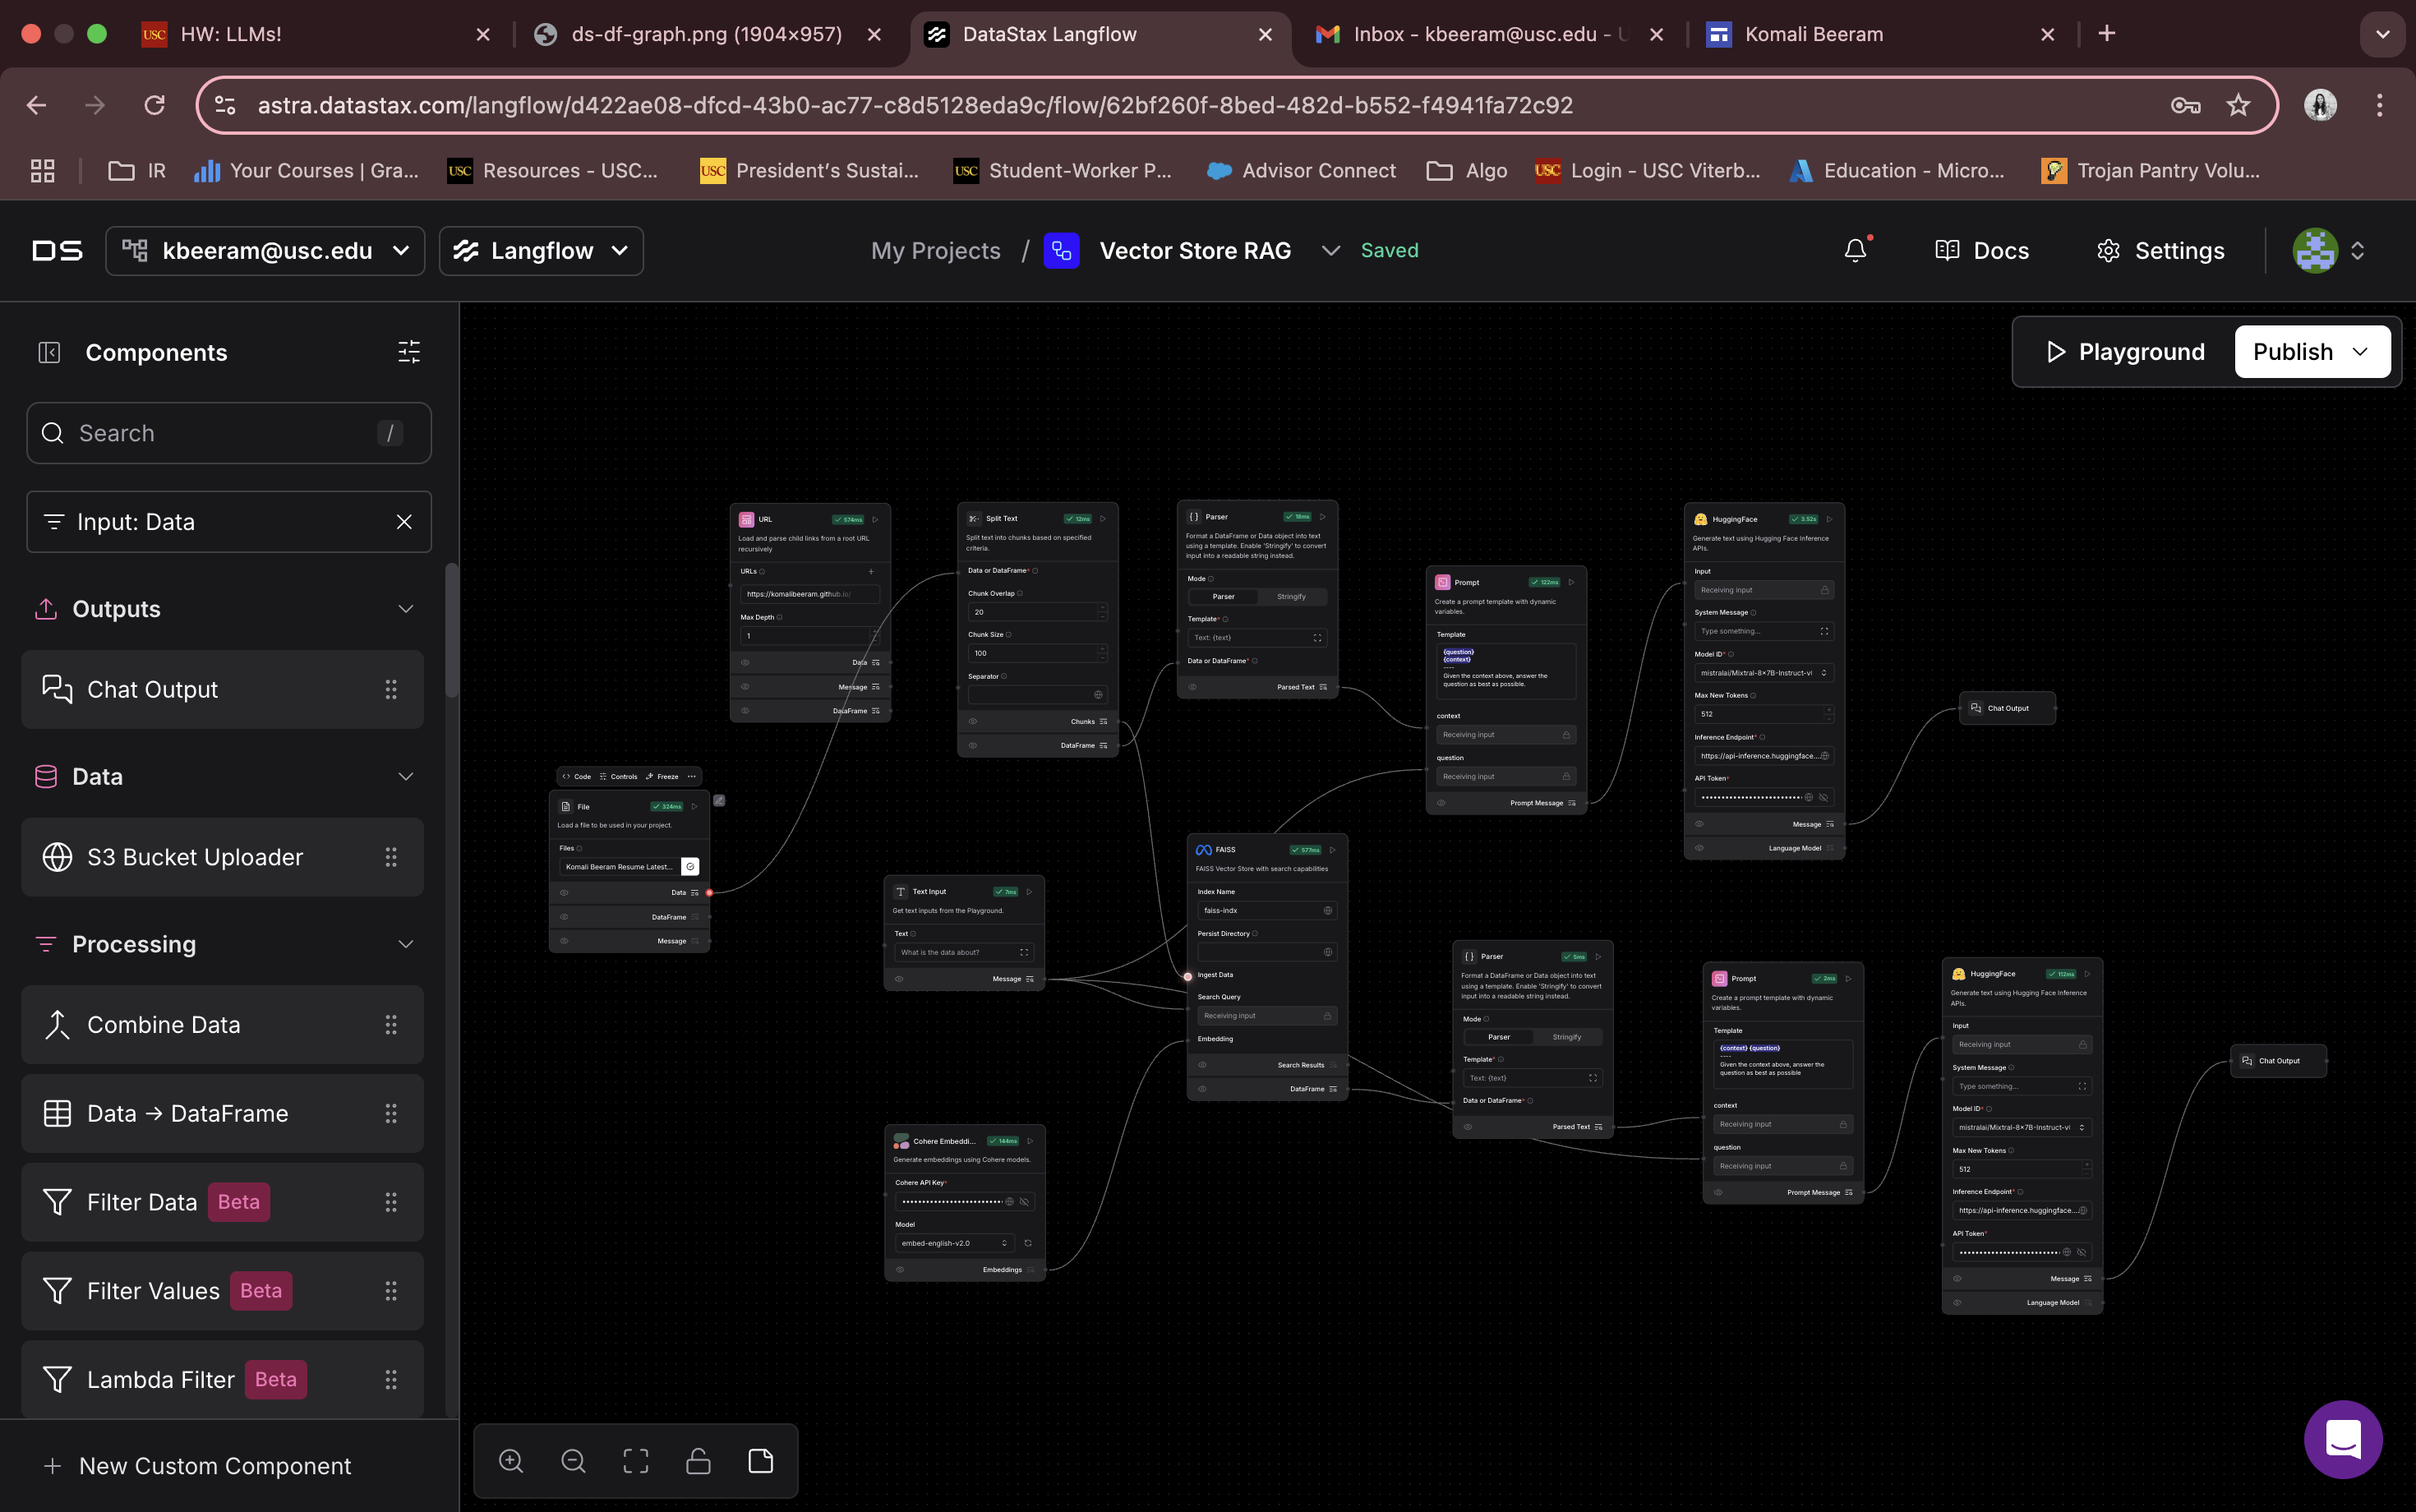 HW: LLMs!
ds-df-graph.png (1904×957)
DataStax Langflow
Inbox - kbeeram@usc.edu - U
Komali Beeram
astra.datastax.com/langflow/d422ae08-dfcd-43b0-ac77-c8d5128eda9c/flow/62bf260f-8bed-482d-b552-f4941fa72c92
IR
Your Courses | Gra...
Resources - USC...
President's Sustai...
Student-Worker P...
Advisor Connect
Algo
Login - USC Viterb...
Education - Micro...
Trojan Pantry Volu...
DS
kbeeram@usc.edu
Langflow
My Projects / Vector Store RAG
Saved
Docs
Settings
Components
Search /
Input: Data
Outputs
Chat Output
Data
S3 Bucket Uploader
Processing
Combine Data
Data → DataFrame
Filter Data Beta
Filter Values Beta
Lambda Filter Beta
New Custom Component
Playground
Publish
URL
574ms
Load and parse child links from a root URL
recursively
URLs
https://komalibeeram.github.io/
Max Depth
1
Data
Message
DataFrame
Code
Controls
Freeze
File
324ms
Load a file to be used in your project.
Files
Komali Beeram Resume Latest...
Data
DataFrame
Message
Split Text
12ms
Split text into chunks based on specified
criteria.
Data or DataFrame*
Chunk Overlap
20
Chunk Size
100
Separator
Chunks
DataFrame
Text Input
7ms
Get text inputs from the Playground.
Text
What is the data about?
Message
Cohere Embeddi...
144ms
Generate embeddings using Cohere models.
Cohere API Key*
Model
embed-english-v2.0
Embeddings
Parser
18ms
Format a DataFrame or Data object into text
using a template. Enable 'Stringify' to convert
input into a readable string instead.
Mode
Parser
Stringify
Template*
Text: {text}
Data or DataFrame*
Parsed Text
FAISS
577ms
FAISS Vector Store with search capabilities
Index Name
faiss-indx
Persist Directory
Ingest Data
Search Query
Receiving input
Embedding
Search Results
DataFrame
Prompt
122ms
Create a prompt template with dynamic
variables.
Template
{question}
{context}
----
Given the context above, answer the
question as best as possible.
context
Receiving input
question
Receiving input
Prompt Message
Parser
5ms
Format a DataFrame or Data object into text
using a template. Enable 'Stringify' to convert
input into a readable string instead.
Mode
Parser
Stringify
Template*
Text: {text}
Data or DataFrame*
Parsed Text
HuggingFace
3.52s
Generate text using Hugging Face Inference
APIs.
Input
Receiving input
System Message
Type something...
Model ID*
mistralai/Mixtral-8x7B-Instruct-v
Max New Tokens
512
Inference Endpoint*
https://api-inference.huggingface....
API Token*
Message
Language Model
Chat Output
Prompt
2ms
Create a prompt template with dynamic
variables.
Template
{context} {question}
----
Given the context above, answer the
question as best as possible
context
Receiving input
question
Receiving input
Prompt Message
HuggingFace
112ms
Generate text using Hugging Face Inference
APIs.
Input
Receiving input
System Message
Type something...
Model ID*
mistralai/Mixtral-8x7B-Instruct-v
Max New Tokens
512
Inference Endpoint*
https://api-inference.huggingface....
API Token*
Message
Language Model
Chat Output